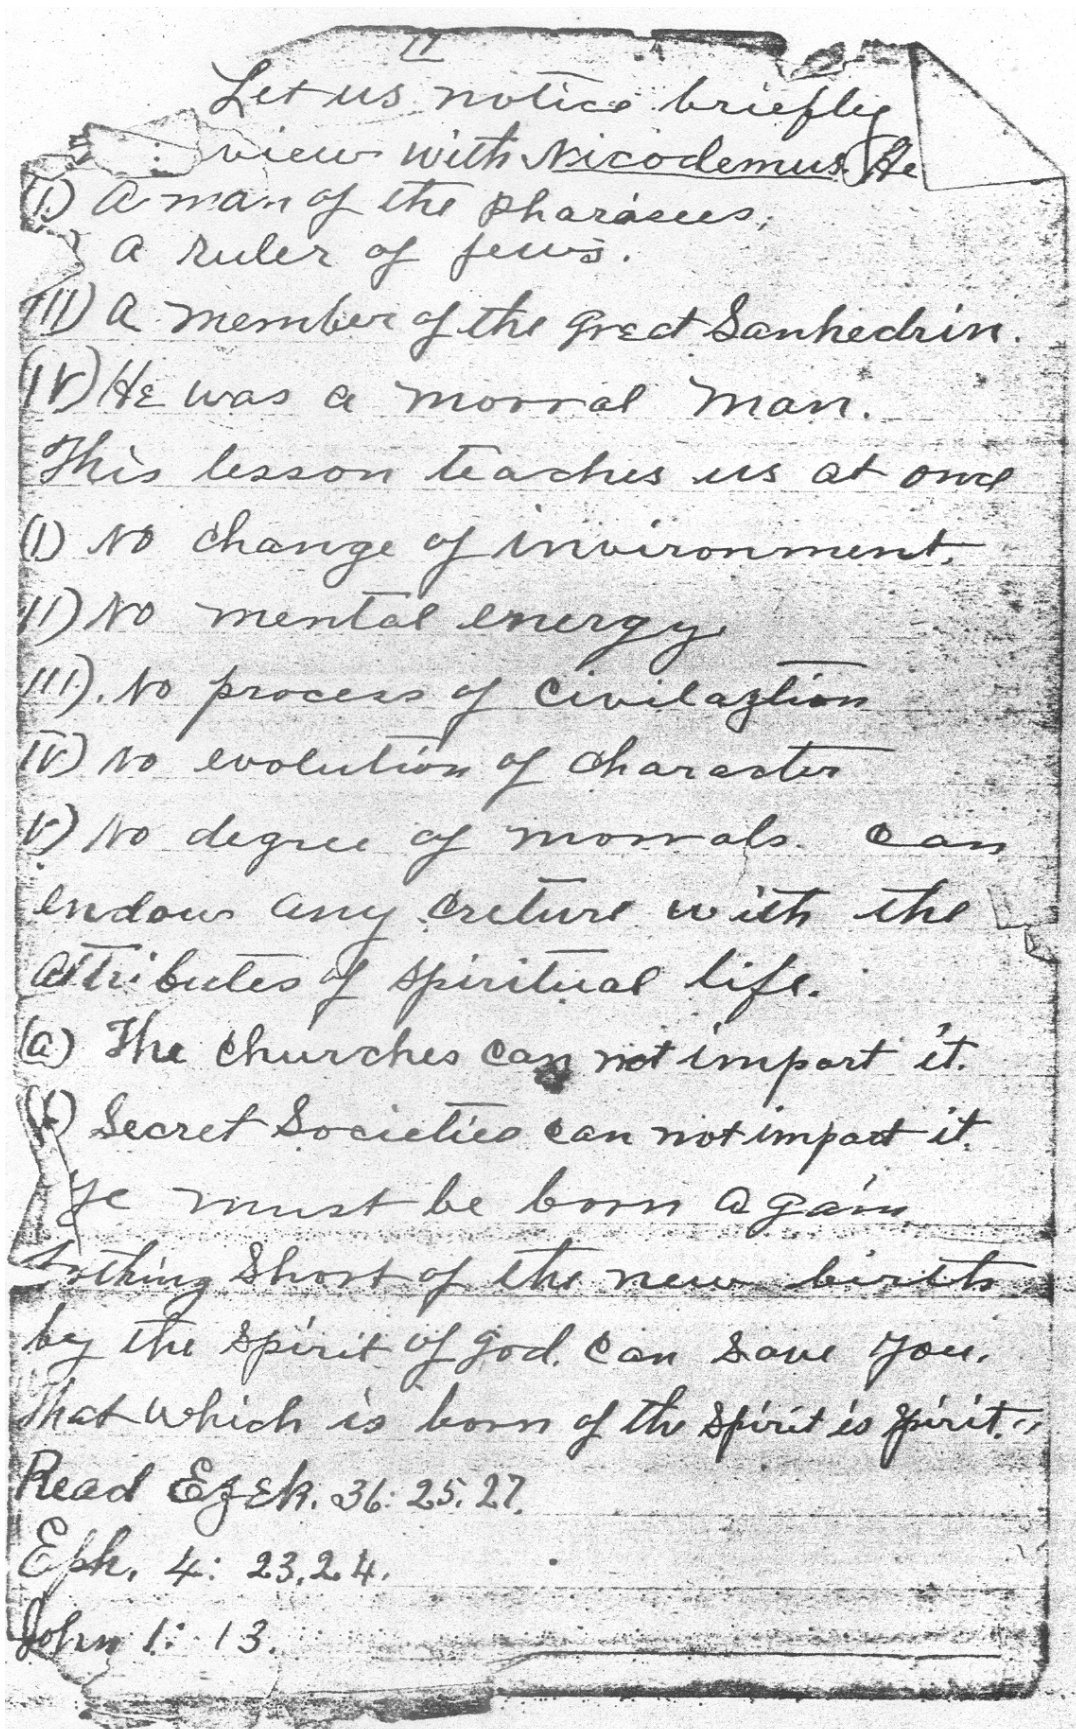 11
Let us notice briefly
view with Nicodemus. He
(I) A man of the pharasees,
A ruler of jews.
III) A member of the great Sanhedrin.
(IV) He was a morral man.
This lesson teaches us at once
(I) No change of invironment.
II) No mental energy
III). No process of Civilaztion
IV) No evolution of character
V) No degree of morrals. Can
endow any creture with the
attributes of spiritual life.
(a) The churches can not impart it.
Secret Societies can not impart it.
Ye must be born again.
Nothing Short of the new birth
by the spirit of god. can save you.
That which is born of the spirit is spirit."
Read Ezek. 36: 25, 27.
Eph. 4: 23, 24.
John 1: 13.